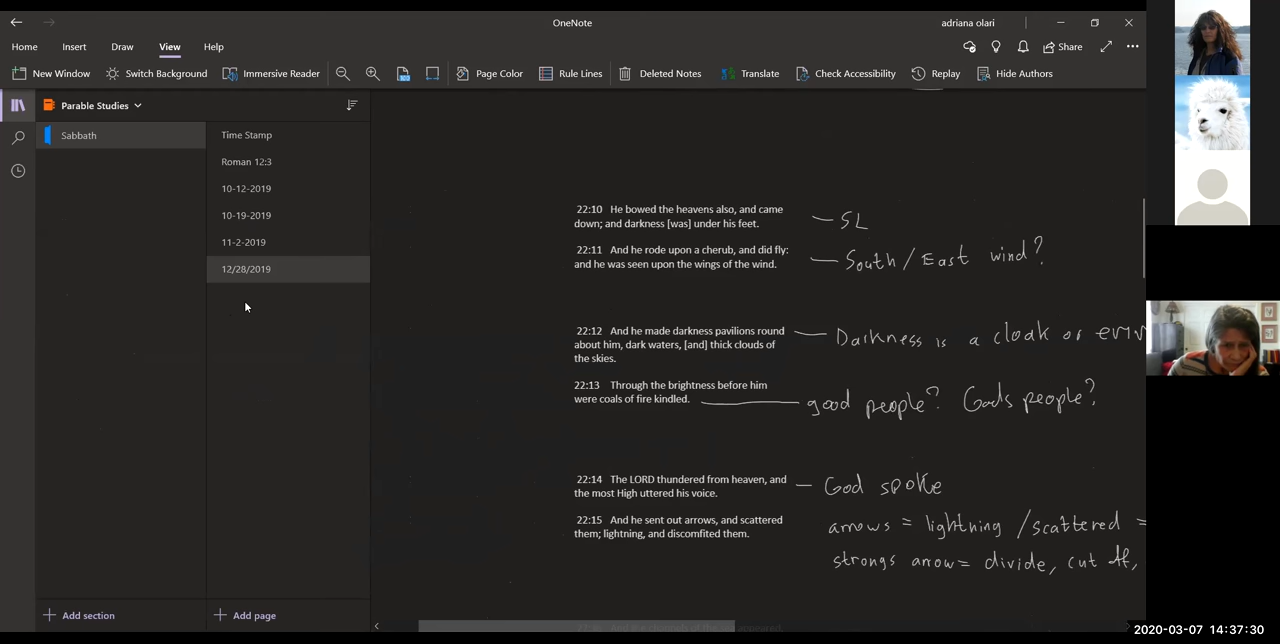 OneNote
adriana olari
Home Insert Draw View Help
Share
New Window Switch Background Immersive Reader Page Color Rule Lines Deleted Notes Translate Check Accessibility Replay Hide Authors
Parable Studies
Sabbath
Time Stamp
Roman 12:3
10-12-2019
10-19-2019
11-2-2019
12/28/2019
22:10 He bowed the heavens also, and came
down; and darkness [was] under his feet.
SL
22:11 And he rode upon a cherub, and did fly:
and he was seen upon the wings of the wind.
South / East wind?
22:12 And he made darkness pavilions round
about him, dark waters, [and] thick clouds of
the skies.
Darkness is a cloak or
22:13 Through the brightness before him
were coals of fire kindled.
good people? Gods people?
22:14 The LORD thundered from heaven, and
the most High uttered his voice.
God spoke
22:15 And he sent out arrows, and scattered
them; lightning, and discomfited them.
arrows = lightning / scattered =
strongs arrow = divide, cut off,
Add section
Add page
2020-03-07 14:37:30